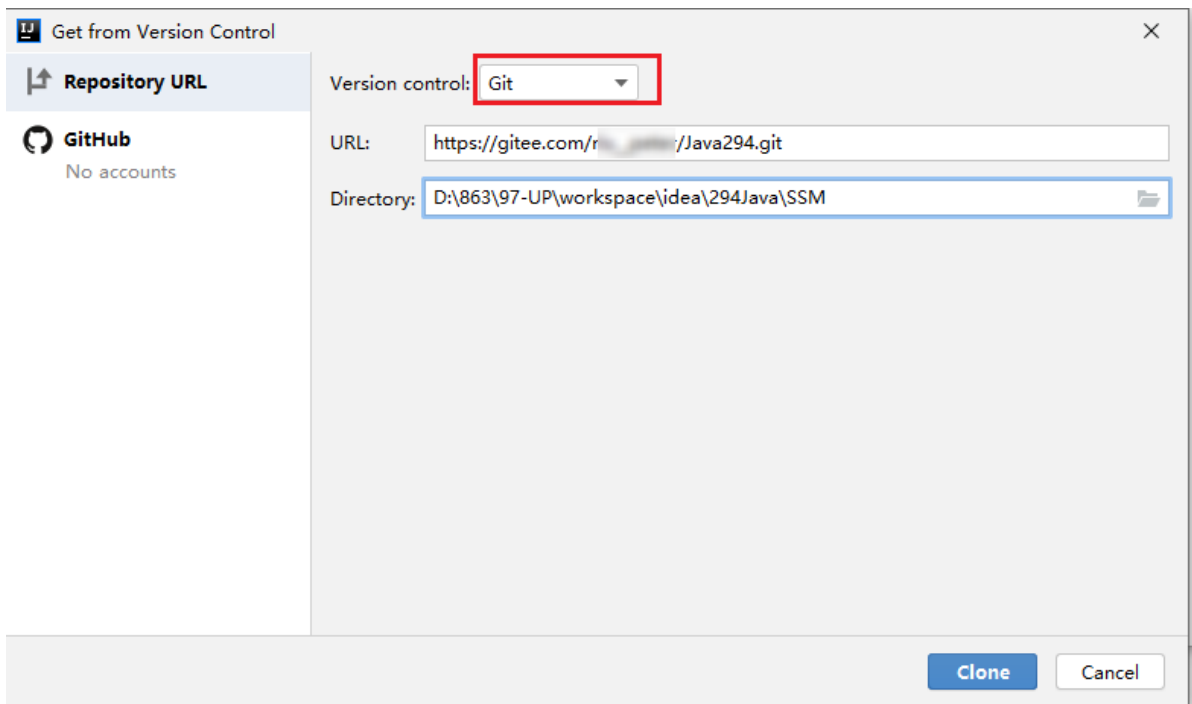 Get from Version Control
Repository URL
GitHub
No accounts
Version control: Git
URL: https://gitee.com/r /Java294.git
Directory: D:\863\97-UP\workspace\idea\294Java\SSM
Clone Cancel